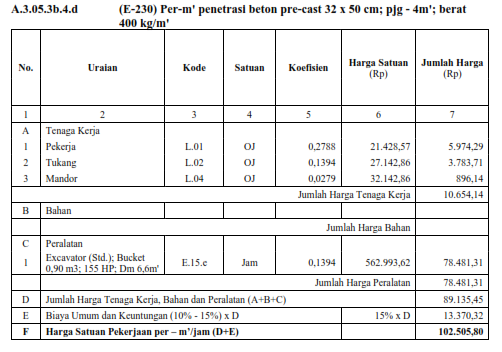 A.3.05.3b.4.d (E-230) Per-m' penetrasi beton pre-cast 32 x 50 cm; pjg - 4m'; berat
400 kg/m'
No. Uraian Kode Satuan Koefisien Harga Satuan (Rp) Jumlah Harga (Rp)
1 2 3 4 5 6 7
A Tenaga Kerja
1 Pekerja L.01 OJ 0,2788 21.428,57 5.974,29
2 Tukang L.02 OJ 0,1394 27.142,86 3.783,71
3 Mandor L.04 OJ 0,0279 32.142,86 896,14
Jumlah Harga Tenaga Kerja 10.654,14
B Bahan
Jumlah Harga Bahan
C Peralatan
1 Excavator (Std.); Bucket 0,90 m3; 155 HP; Dm 6,6m' E.15.e Jam 0,1394 562.993,62 78.481,31
Jumlah Harga Peralatan 78.481,31
D Jumlah Harga Tenaga Kerja, Bahan dan Peralatan (A+B+C) 89.135,45
E Biaya Umum dan Keuntungan (10% - 15%) x D 15% x D 13.370,32
F Harga Satuan Pekerjaan per – m'/jam (D+E) 102.505,80